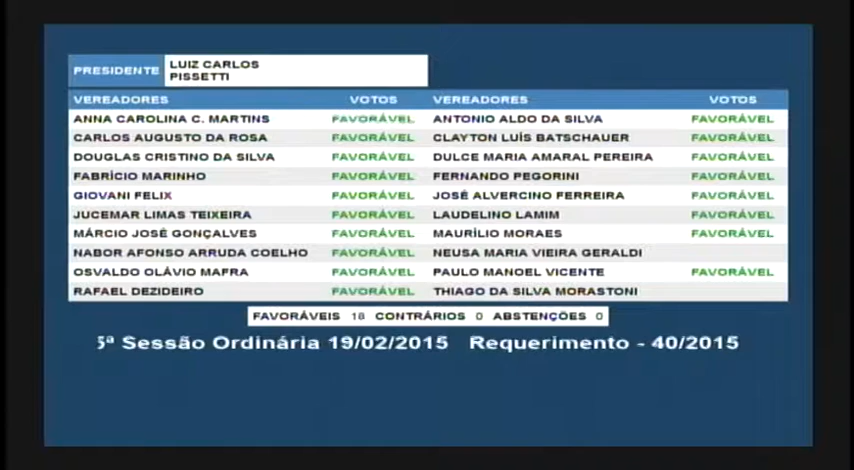 PRESIDENTE LUIZ CARLOS
PISSETTI
VEREADORES VOTOS VEREADORES VOTOS
ANNA CAROLINA C. MARTINS FAVORÁVEL ANTONIO ALDO DA SILVA FAVORÁVEL
CARLOS AUGUSTO DA ROSA FAVORÁVEL CLAYTON LUÍS BATSCHAUER FAVORÁVEL
DOUGLAS CRISTINO DA SILVA FAVORÁVEL DULCE MARIA AMARAL PEREIRA FAVORÁVEL
FABRÍCIO MARINHO FAVORÁVEL FERNANDO PEGORINI FAVORÁVEL
GIOVANI FELIX FAVORÁVEL JOSÉ ALVERCINO FERREIRA FAVORÁVEL
JUCEMAR LIMAS TEIXEIRA FAVORÁVEL LAUDELINO LAMIM FAVORÁVEL
MÁRCIO JOSÉ GONÇALVES FAVORÁVEL MAURÍLIO MORAES FAVORÁVEL
NABOR AFONSO ARRUDA COELHO FAVORÁVEL NEUSA MARIA VIEIRA GERALDI
OSVALDO OLÁVIO MAFRA FAVORÁVEL PAULO MANOEL VICENTE FAVORÁVEL
RAFAEL DEZIDEIRO FAVORÁVEL THIAGO DA SILVA MORASTONI
FAVORÁVEIS 18 CONTRÁRIOS 0 ABSTENÇÕES 0
5ª Sessão Ordinária 19/02/2015 Requerimento - 40/2015